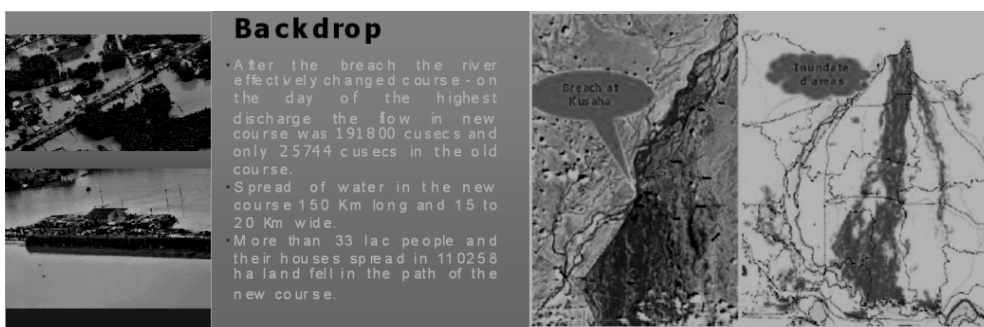 Backdrop
• After the breach the river
effectively changed course - on
the day of the highest
discharge the flow in new
course was 191800 cusecs and
only 25744 cusecs in the old
course.
• Spread of water in the new
course 150 Km long and 15 to
20 Km wide.
• More than 33 lac people and
their houses spread in 110258
ha land fell in the path of the
new course.
Breach at
Kusaha
Inundate
d areas